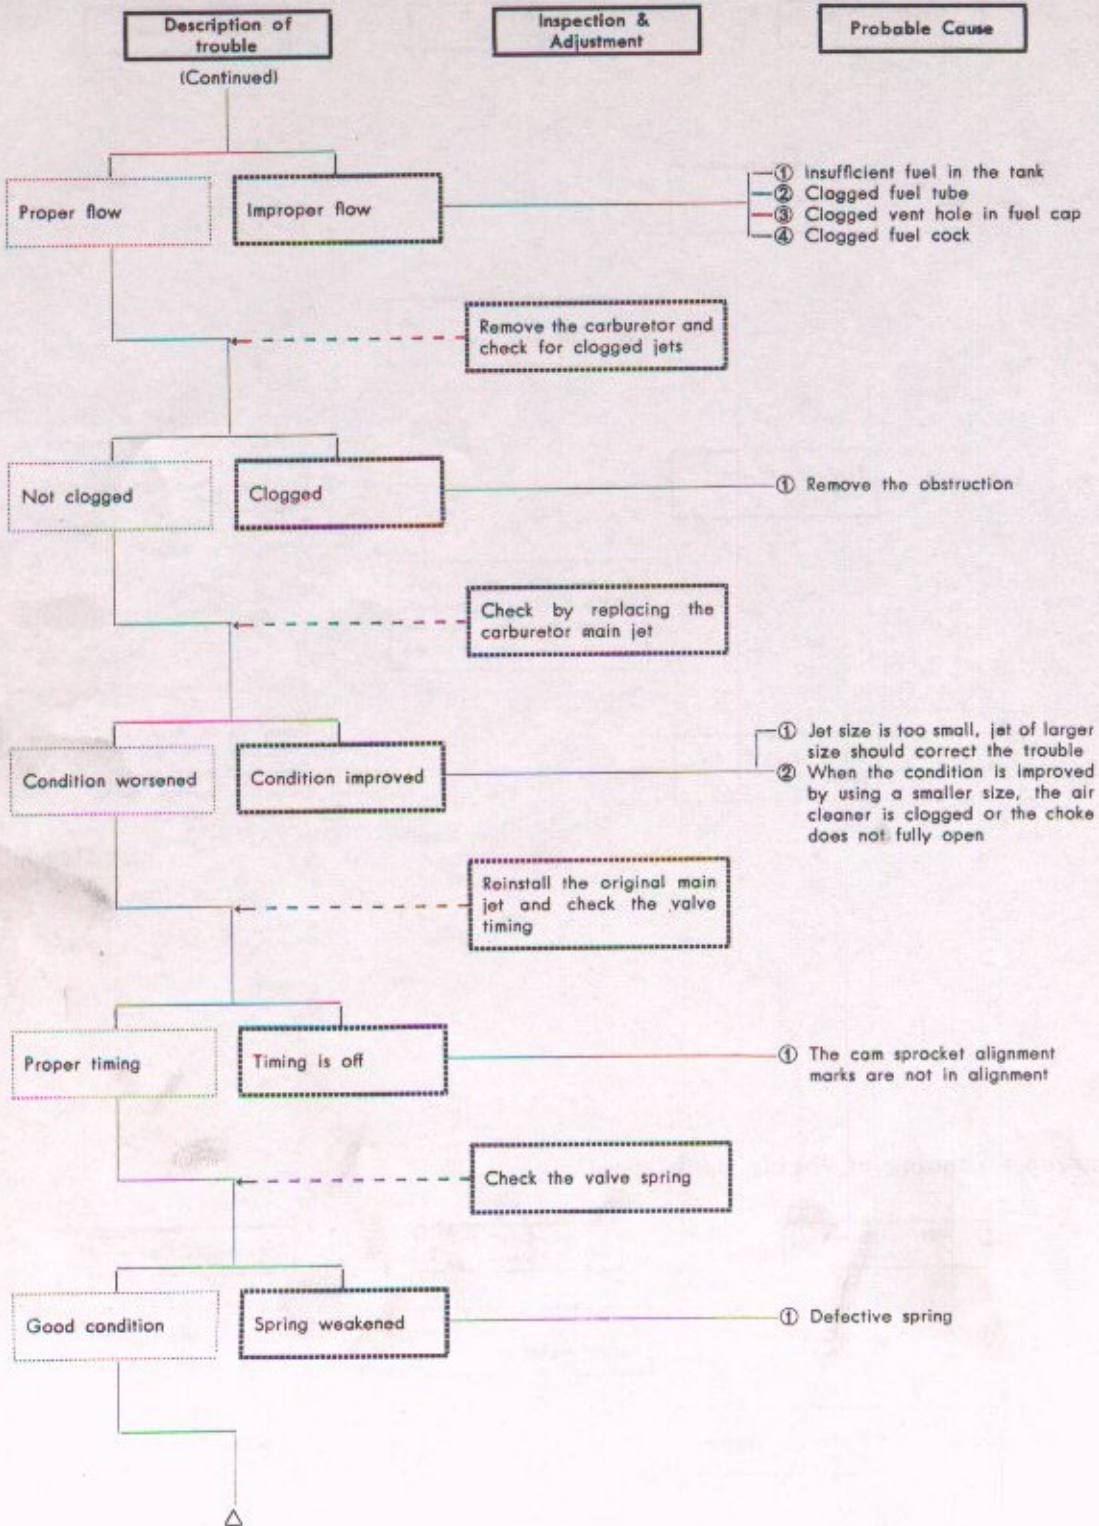 Description of
trouble
Inspection &
Adjustment
Probable Cause
(Continued)
Proper flow
Improper flow
① Insufficient fuel in the tank
② Clogged fuel tube
③ Clogged vent hole in fuel cap
④ Clogged fuel cock
Remove the carburetor and
check for clogged jets
Not clogged
Clogged
① Remove the obstruction
Check by replacing the
carburetor main jet
Condition worsened
Condition improved
① Jet size is too small, jet of larger
size should correct the trouble
② When the condition is improved
by using a smaller size, the air
cleaner is clogged or the choke
does not fully open
Reinstall the original main
jet and check the valve
timing
Proper timing
Timing is off
① The cam sprocket alignment
marks are not in alignment
Check the valve spring
Good condition
Spring weakened
① Defective spring